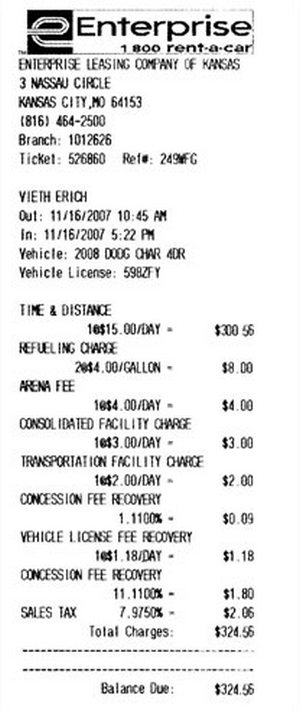 Enterprise
1 800 rent-a-car
ENTERPRISE LEASING COMPANY OF KANSAS
3 NASSAU CIRCLE
KANSAS CITY,MO 64153
(816) 464-2500
Branch: 1012626
Ticket: 526860 Ref#: 249WFG
VIETH ERICH
Out: 11/16/2007 10:45 AM
In: 11/16/2007 5:22 PM
Vehicle: 2008 DODG CHAR 4DR
Vehicle License: 598ZFY
TIME & DISTANCE
1@$15.00/DAY = $300.56
REFUELING CHARGE
2@$4.00/GALLON = $8.00
ARENA FEE
1@$4.00/DAY = $4.00
CONSOLIDATED FACILITY CHARGE
1@$3.00/DAY = $3.00
TRANSPORTATION FACILITY CHARGE
1@$2.00/DAY = $2.00
CONCESSION FEE RECOVERY
1.1100% = $0.09
VEHICLE LICENSE FEE RECOVERY
1@$1.18/DAY = $1.18
CONCESSION FEE RECOVERY
11.1100% = $1.80
SALES TAX 7.9750% = $2.06
Total Charges: $324.56
Balance Due: $324.56